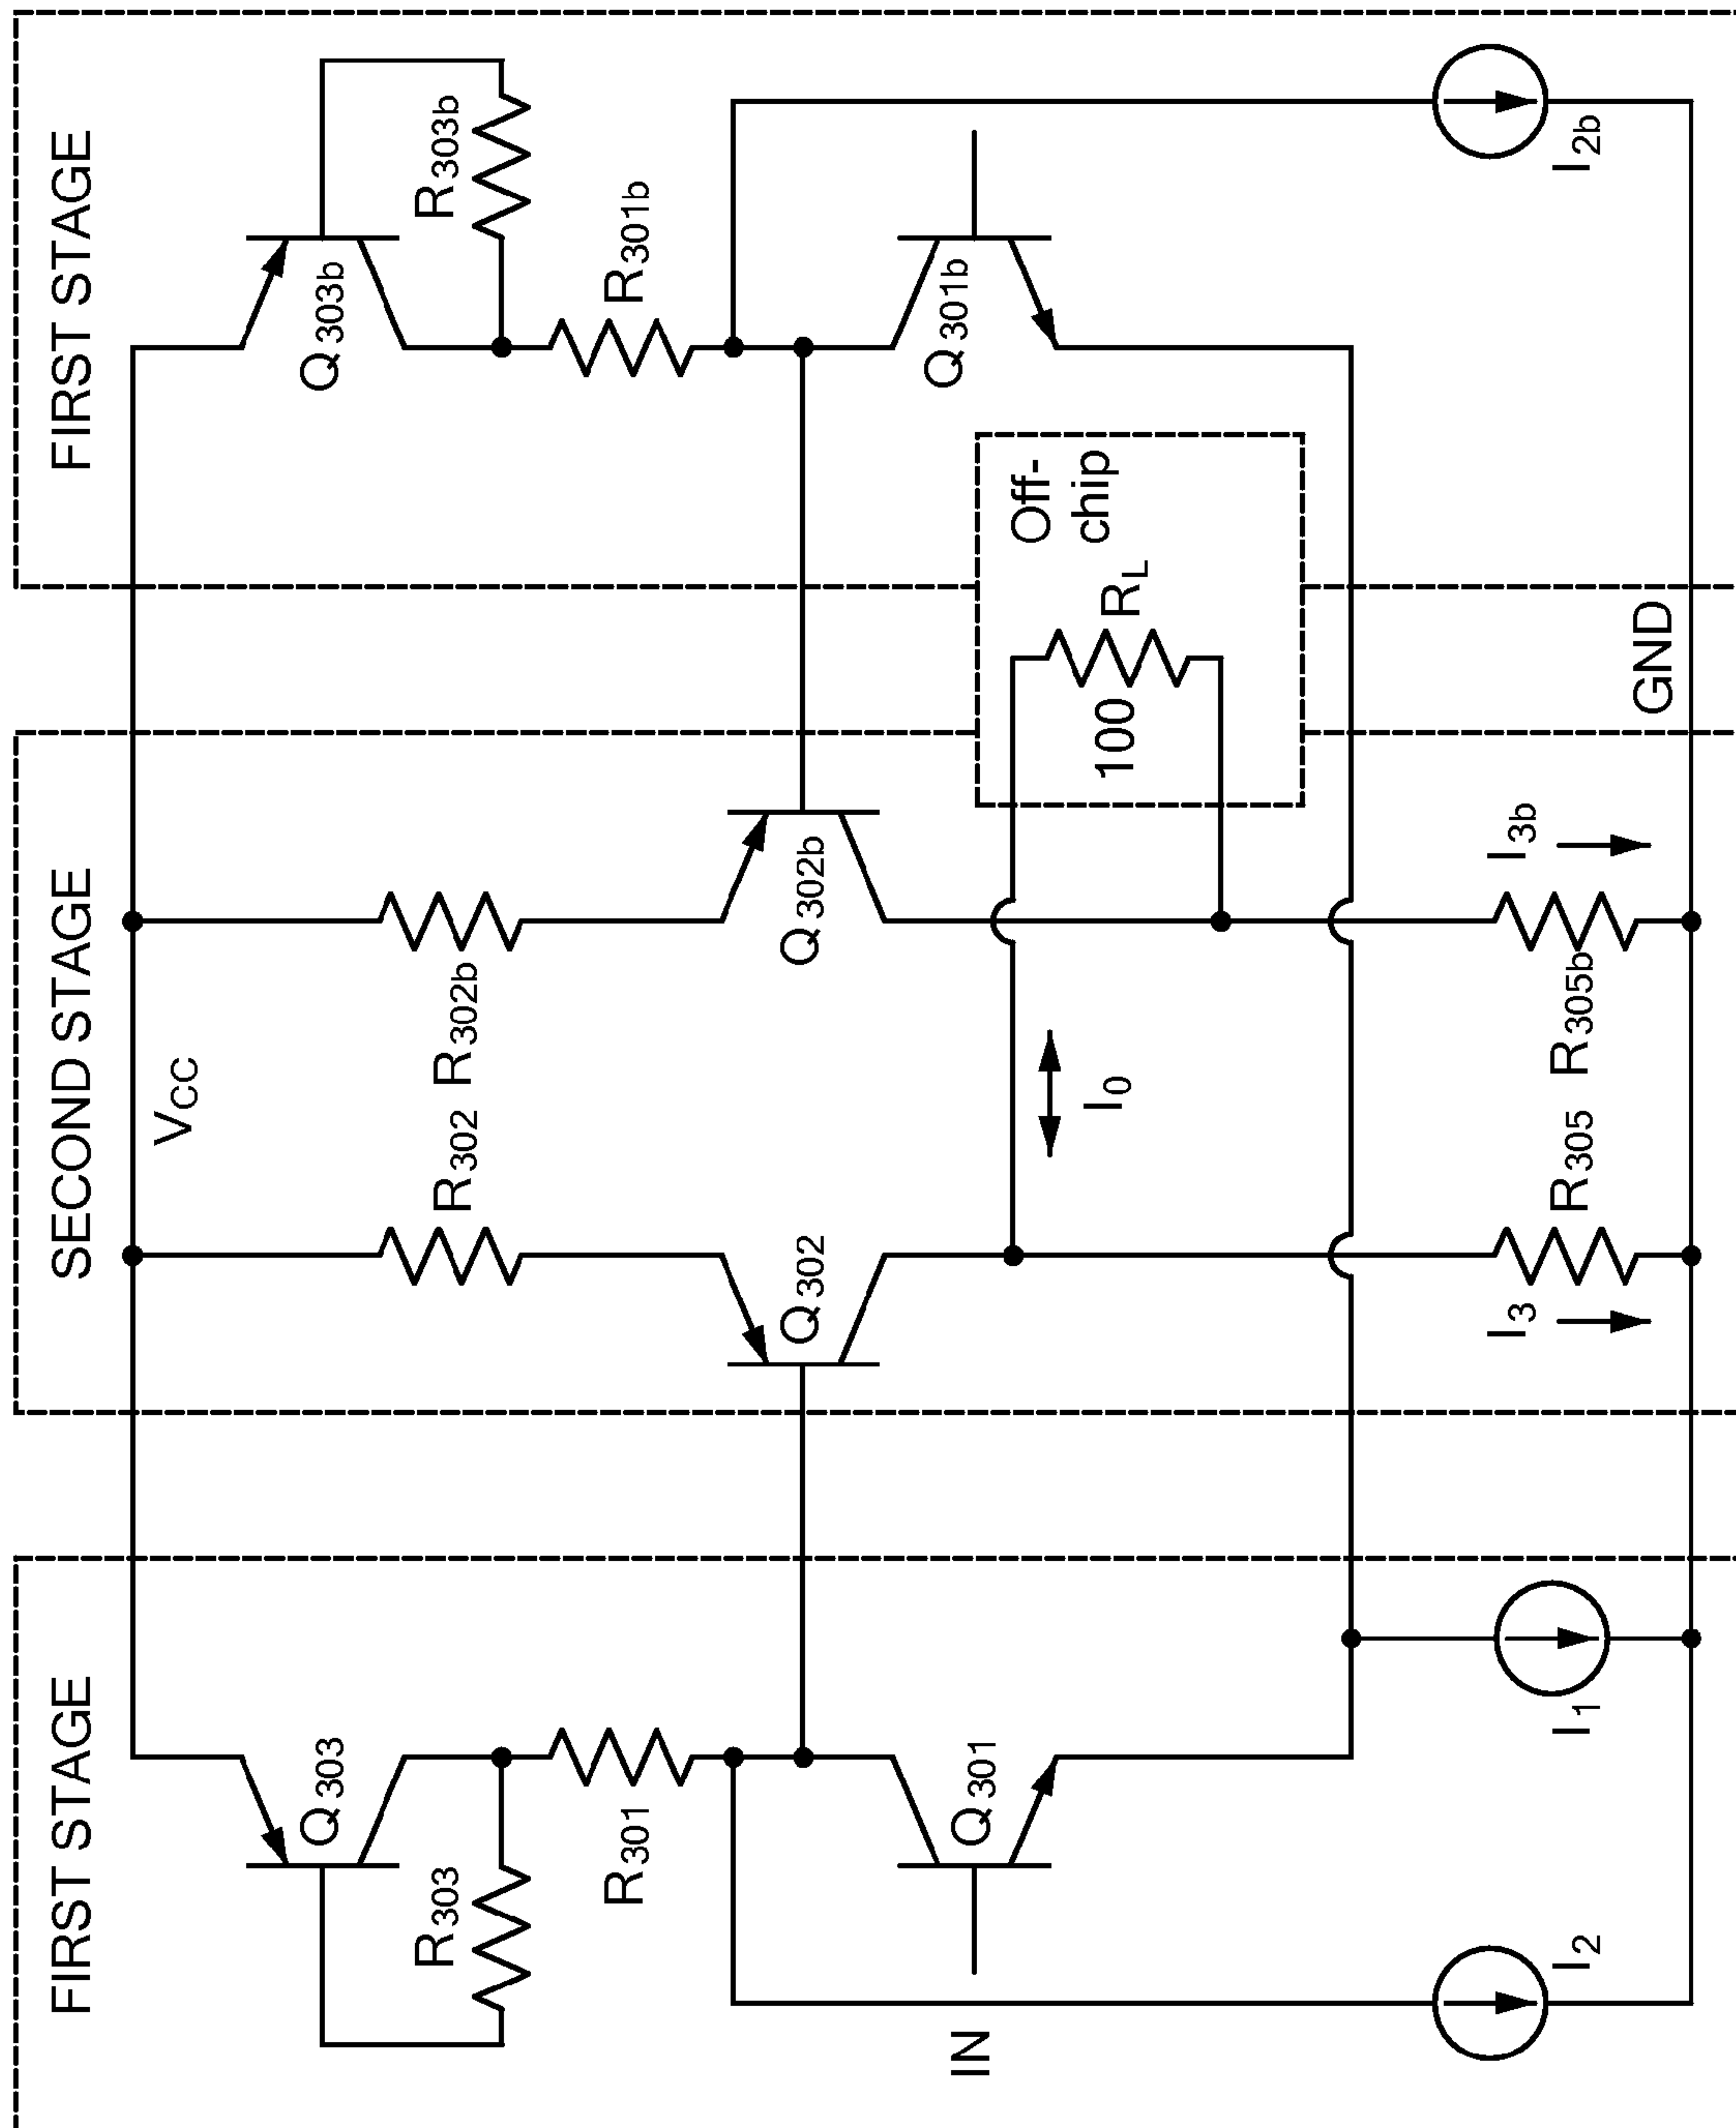 FIRST STAGE
SECOND STAGE
FIRST STAGE
VCC
Q303
R303
R301
Q301
IN
I2
I1
R302
R302b
Q302
Q302b
I0
I3
R305
R305b
I3b
Off-
chip
100
RL
GND
Q303b
R303b
R301b
Q301b
I2b